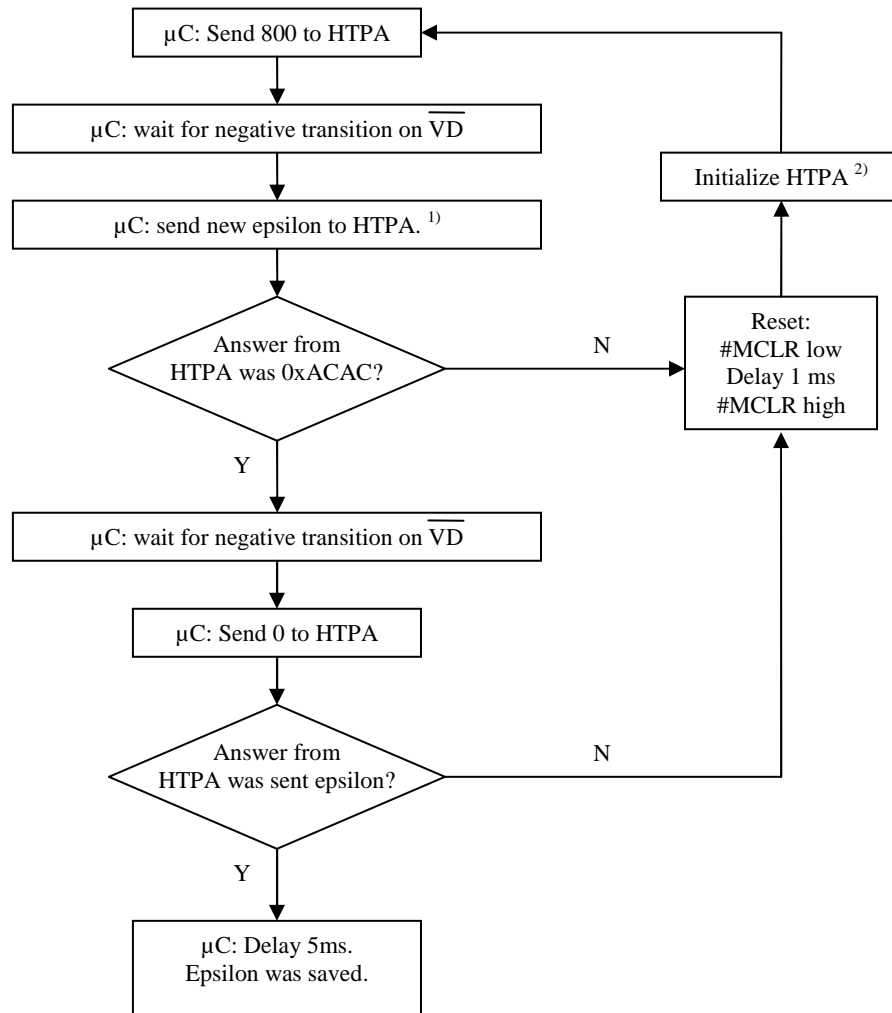 µC: Send 800 to HTPA
µC: wait for negative transition on V̅D̅
Initialize HTPA 2)
µC: send new epsilon to HTPA. 1)
Answer from
HTPA was 0xACAC?
N
Reset:
#MCLR low
Delay 1 ms
#MCLR high
Y
µC: wait for negative transition on V̅D̅
µC: Send 0 to HTPA
Answer from
HTPA was sent epsilon?
N
Y
µC: Delay 5ms.
Epsilon was saved.